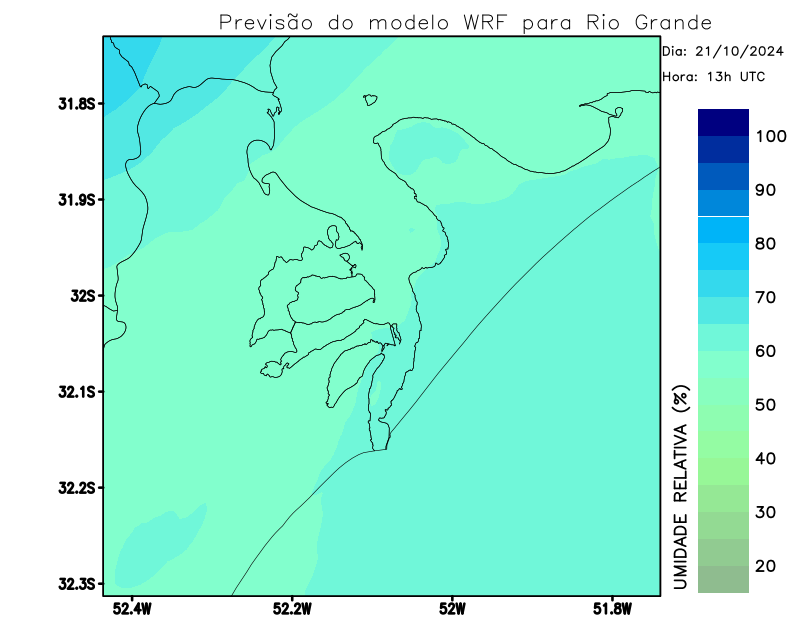 Previsão do modelo WRF para Rio Grande
Dia: 21/10/2024
Hora: 13h UTC
31.8S
31.9S
32S
32.1S
32.2S
32.3S
52.4W
52.2W
52W
51.8W
100
90
80
70
60
50
40
30
20
UMIDADE RELATIVA (%)